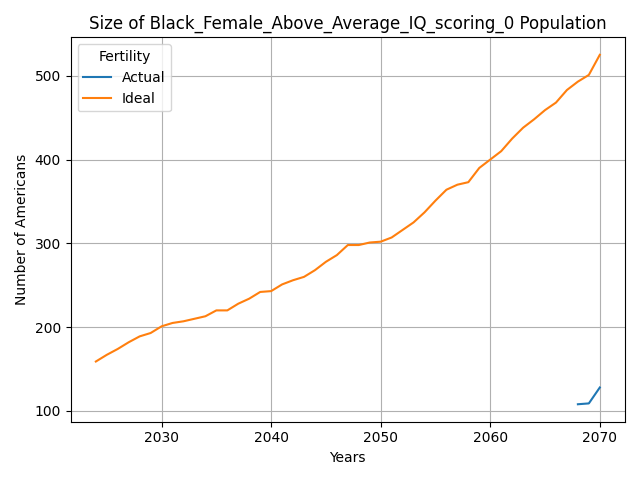 Size of Black_Female_Above_Average_IQ_scoring_0 Population
Fertility
Actual
Ideal
500
400
300
200
100
Number of Americans
2030 2040 2050 2060 2070
Years